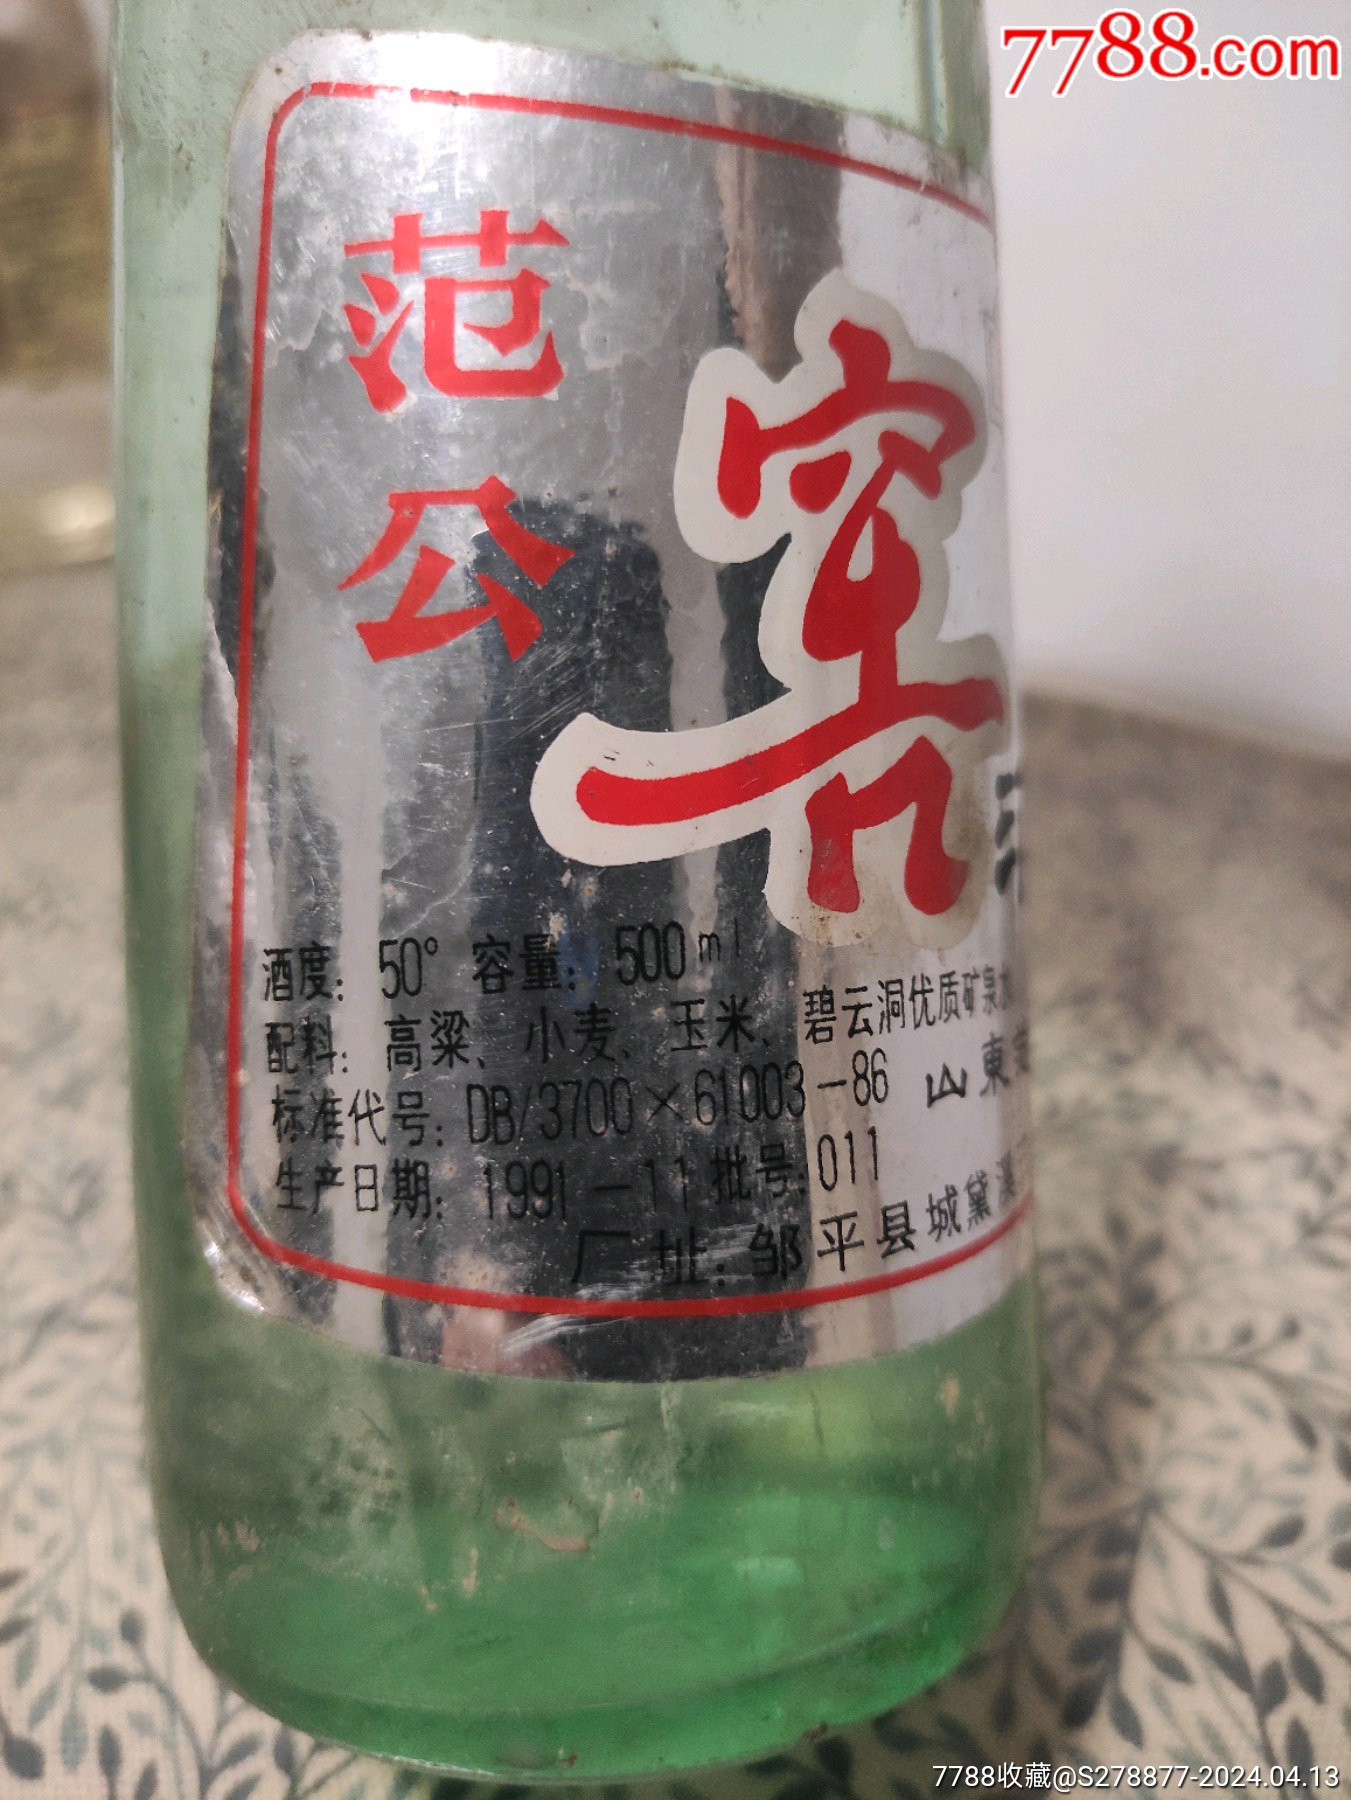 7788.com
范公
窖
酒度：50° 容量：500ml
配料：高粱、小麦、玉米、碧云洞优质矿泉
标准代号：DB/3700×61003-86
山東
生产日期：1991-11 批号：011
厂址：邹平县城黛
7788收藏@S278877-2024.04.13